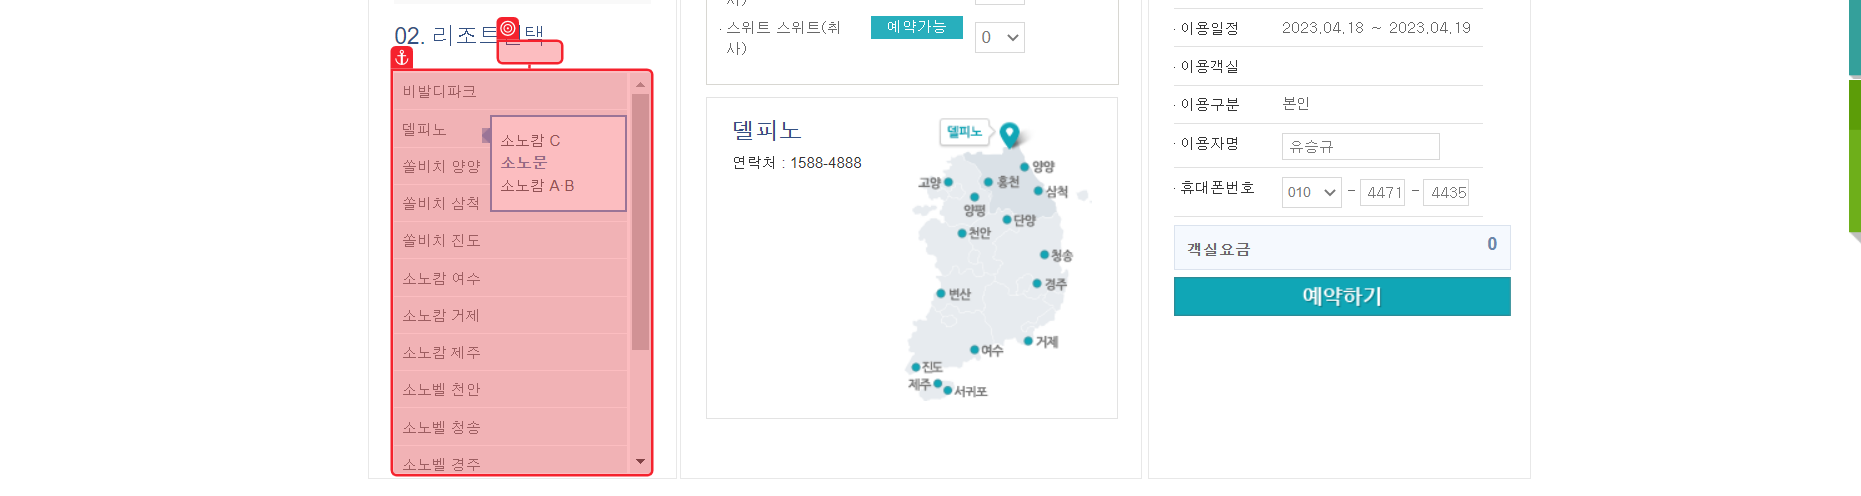 02. 리조트선택
비발디파크
델피노
소노캄 C
소노문
소노캄 A·B
쏠비치 양양
쏠비치 삼척
쏠비치 진도
소노캄 여수
소노캄 거제
소노캄 제주
소노벨 천안
소노벨 청송
소노벨 경주
사)
· 스위트 스위트(취
사)
예약가능
0
델피노
연락처 : 1588-4888
델피노
양양
고양
홍천
삼척
양평
단양
천안
청송
경주
변산
거제
여수
진도
제주
서귀포
· 이용일정 2023.04.18 ~ 2023.04.19
· 이용객실
· 이용구분 본인
· 이용자명 유승규
· 휴대폰번호 010 - 4471 - 4435
객실요금 0
예약하기